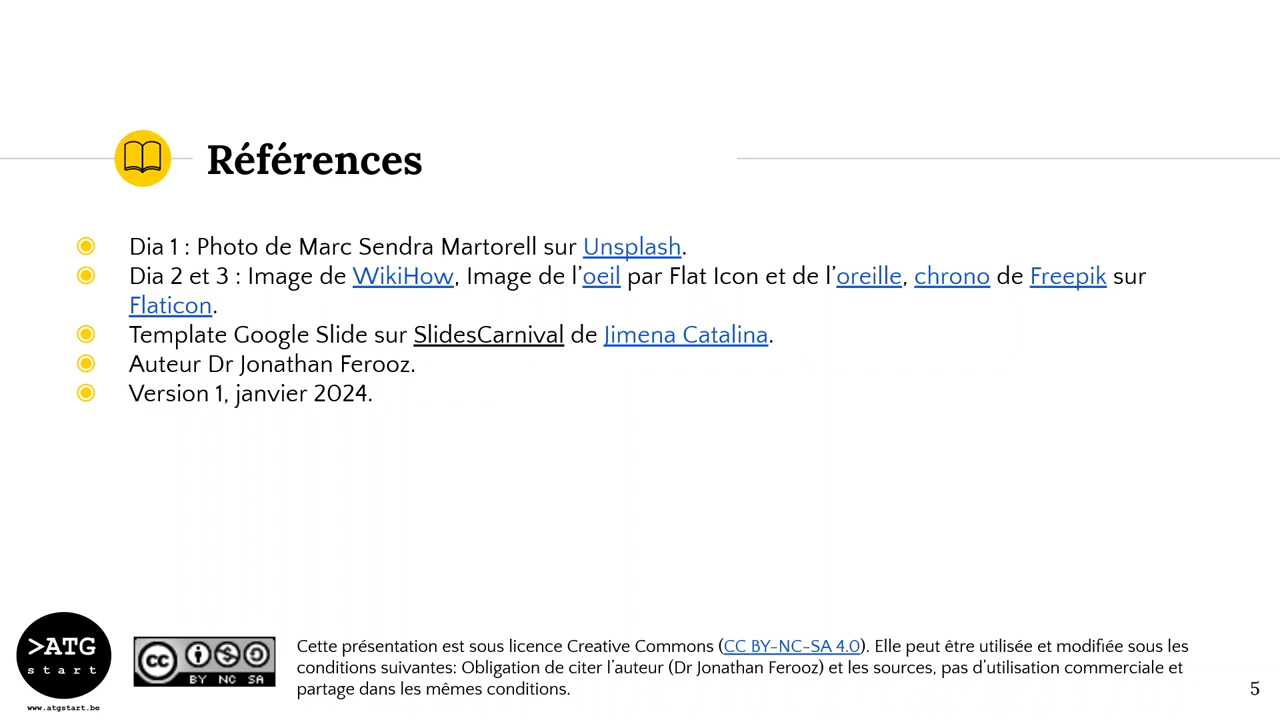 Références
Dia 1 : Photo de Marc Sendra Martorell sur Unsplash.
Dia 2 et 3 : Image de WikiHow, Image de l’oeil par Flat Icon et de l’oreille, chrono de Freepik sur
Flaticon.
Template Google Slide sur SlidesCarnival de Jimena Catalina.
Auteur Dr Jonathan Ferooz.
Version 1, janvier 2024.
>ATG
start
www.atgstart.be
cc
BY NC SA
Cette présentation est sous licence Creative Commons (CC BY-NC-SA 4.0). Elle peut être utilisée et modifiée sous les
conditions suivantes: Obligation de citer l’auteur (Dr Jonathan Ferooz) et les sources, pas d’utilisation commerciale et
partage dans les mêmes conditions.
5